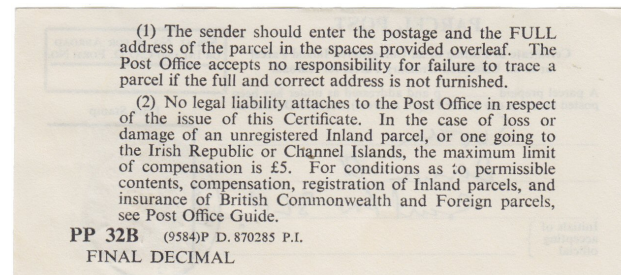 (1) The sender should enter the postage and the FULL
address of the parcel in the spaces provided overleaf. The
Post Office accepts no responsibility for failure to trace a
parcel if the full and correct address is not furnished.
(2) No legal liability attaches to the Post Office in respect
of the issue of this Certificate. In the case of loss or
damage of an unregistered Inland parcel, or one going to
the Irish Republic or Channel Islands, the maximum limit
of compensation is £5. For conditions as to permissible
contents, compensation, registration of Inland parcels, and
insurance of British Commonwealth and Foreign parcels,
see Post Office Guide.
PP 32B (9584)P D. 870285 P.I.
FINAL DECIMAL